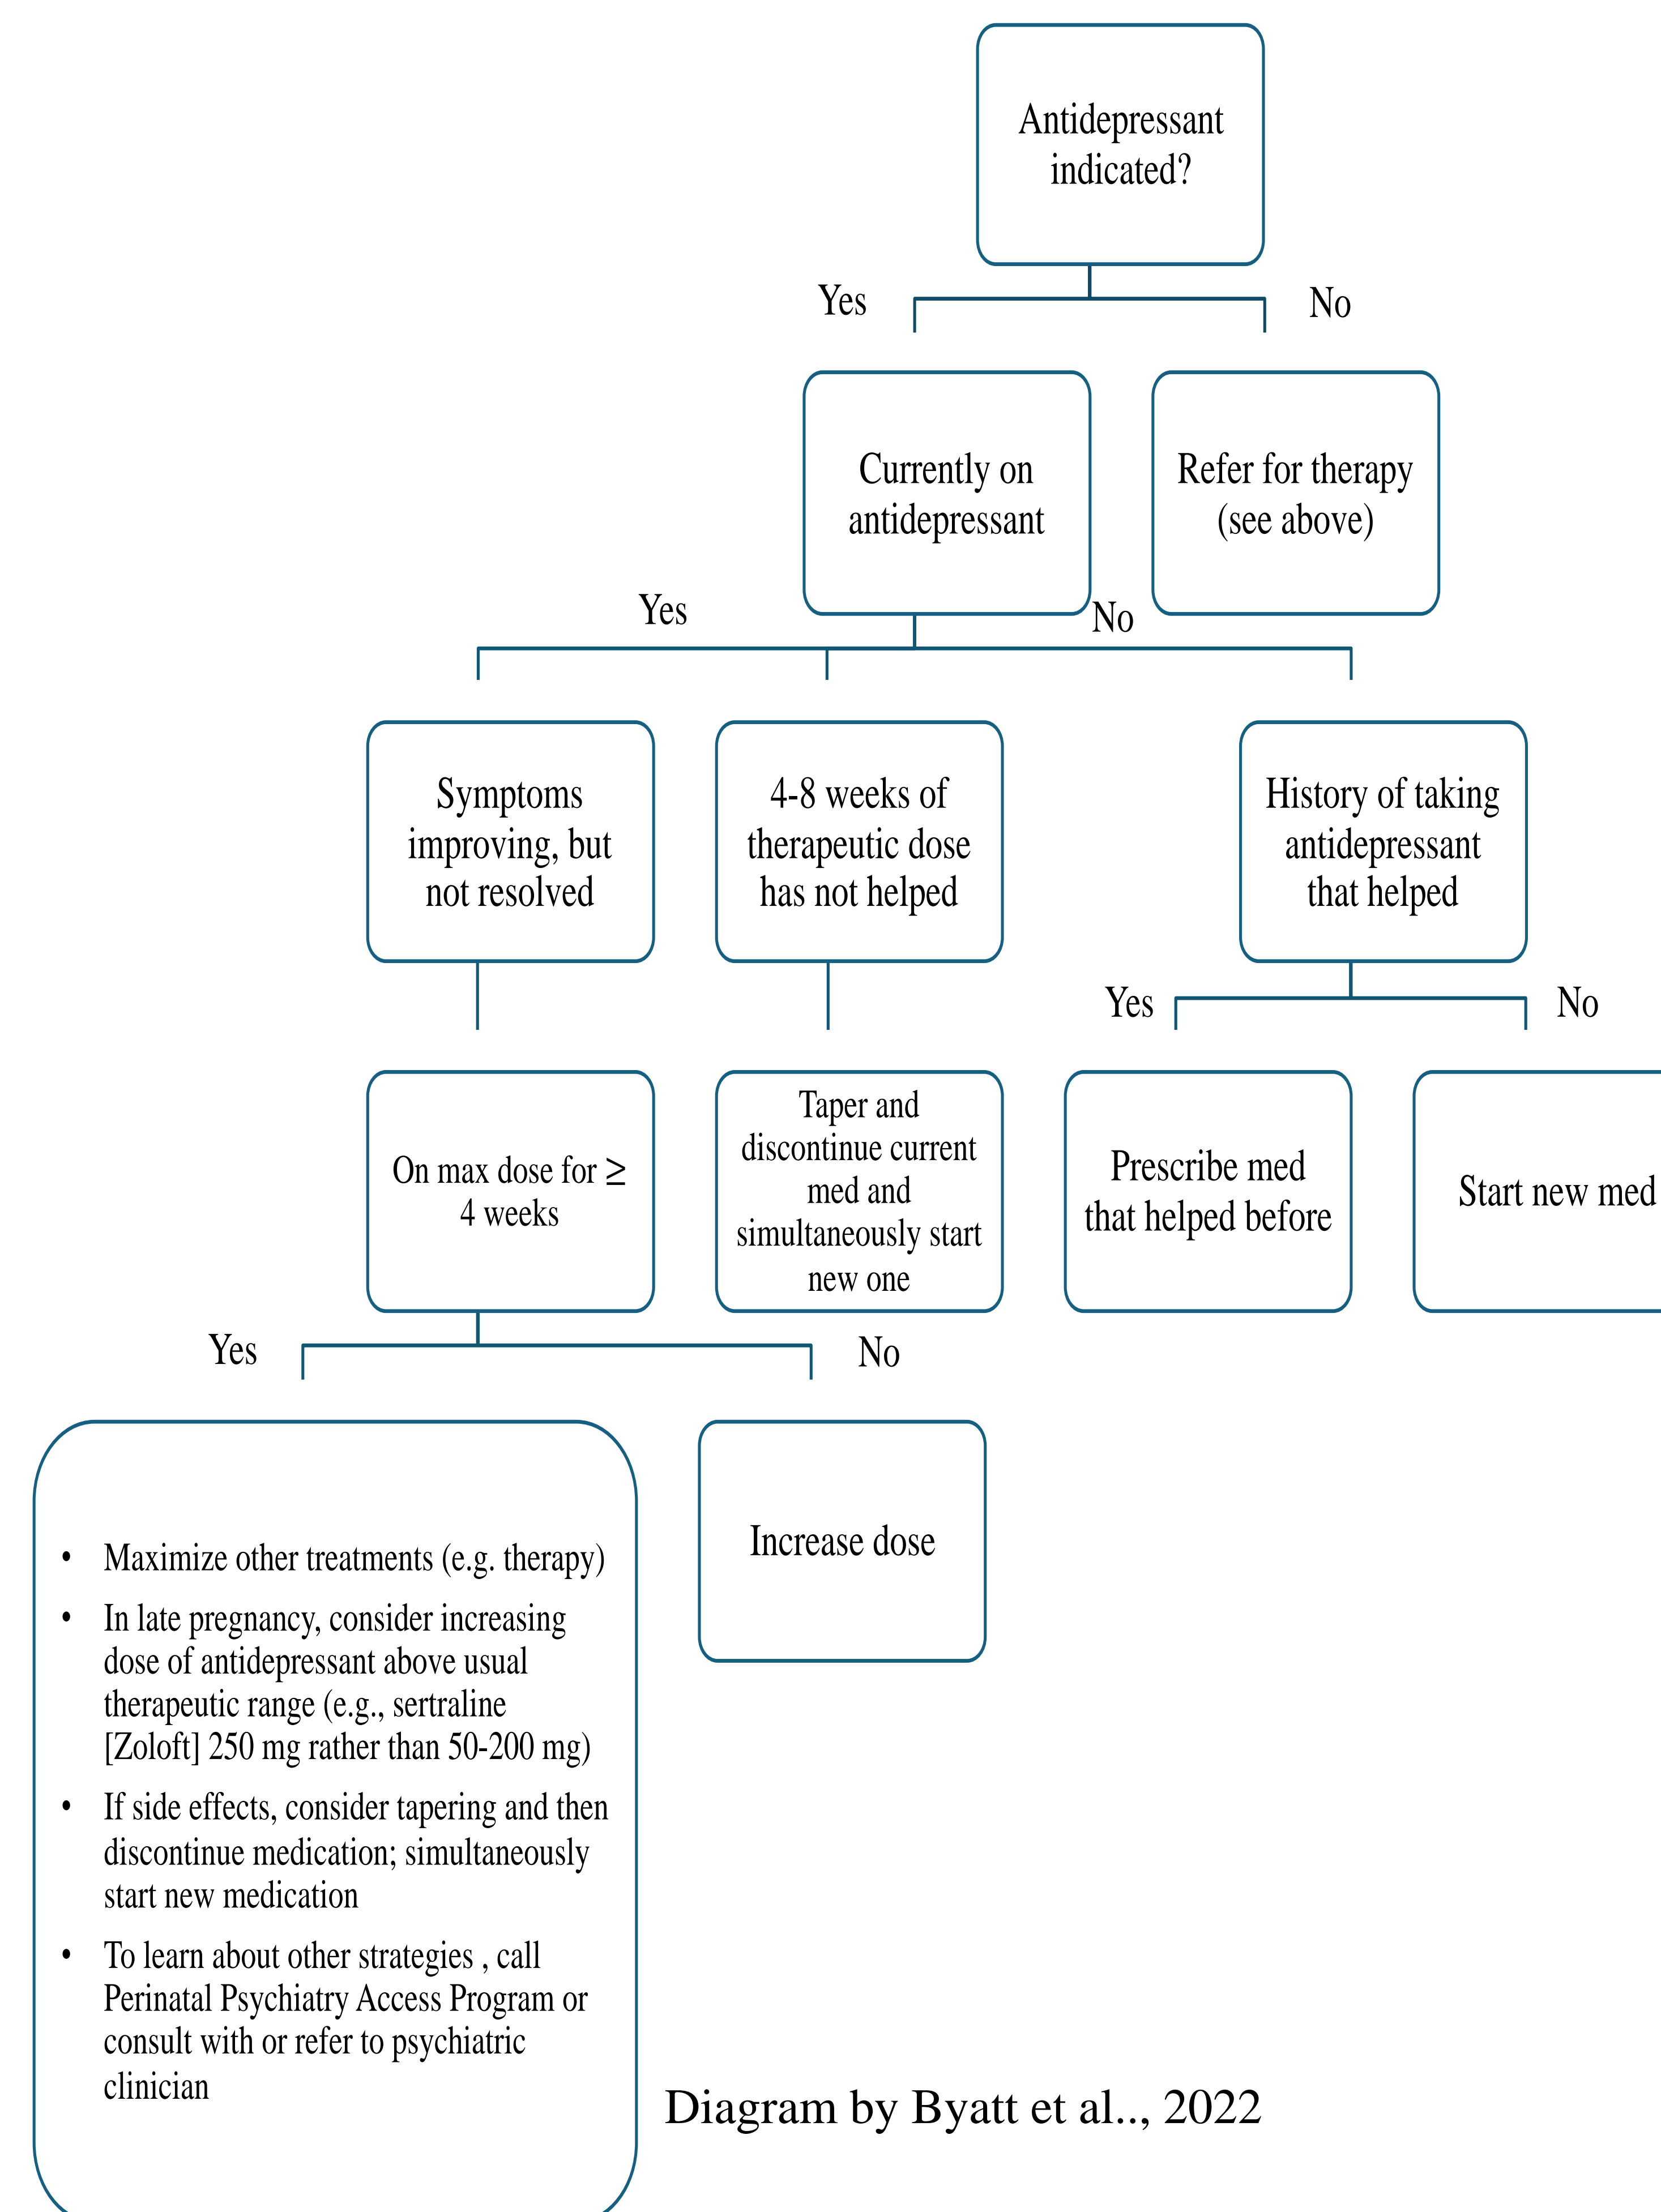 Antidepressant
indicated?
Yes
No
Currently on
antidepressant
Refer for therapy
(see above)
Yes
No
Symptoms
improving, but
not resolved
4-8 weeks of
therapeutic dose
has not helped
History of taking
antidepressant
that helped
Yes
No
On max dose for ≥
4 weeks
Taper and
discontinue current
med and
simultaneously start
new one
Prescribe med
that helped before
Start new med
Yes
No
• Maximize other treatments (e.g. therapy)
• In late pregnancy, consider increasing
dose of antidepressant above usual
therapeutic range (e.g., sertraline
[Zoloft] 250 mg rather than 50-200 mg)
• If side effects, consider tapering and then
discontinue medication; simultaneously
start new medication
• To learn about other strategies , call
Perinatal Psychiatry Access Program or
consult with or refer to psychiatric
clinician
Increase dose
Diagram by Byatt et al.., 2022